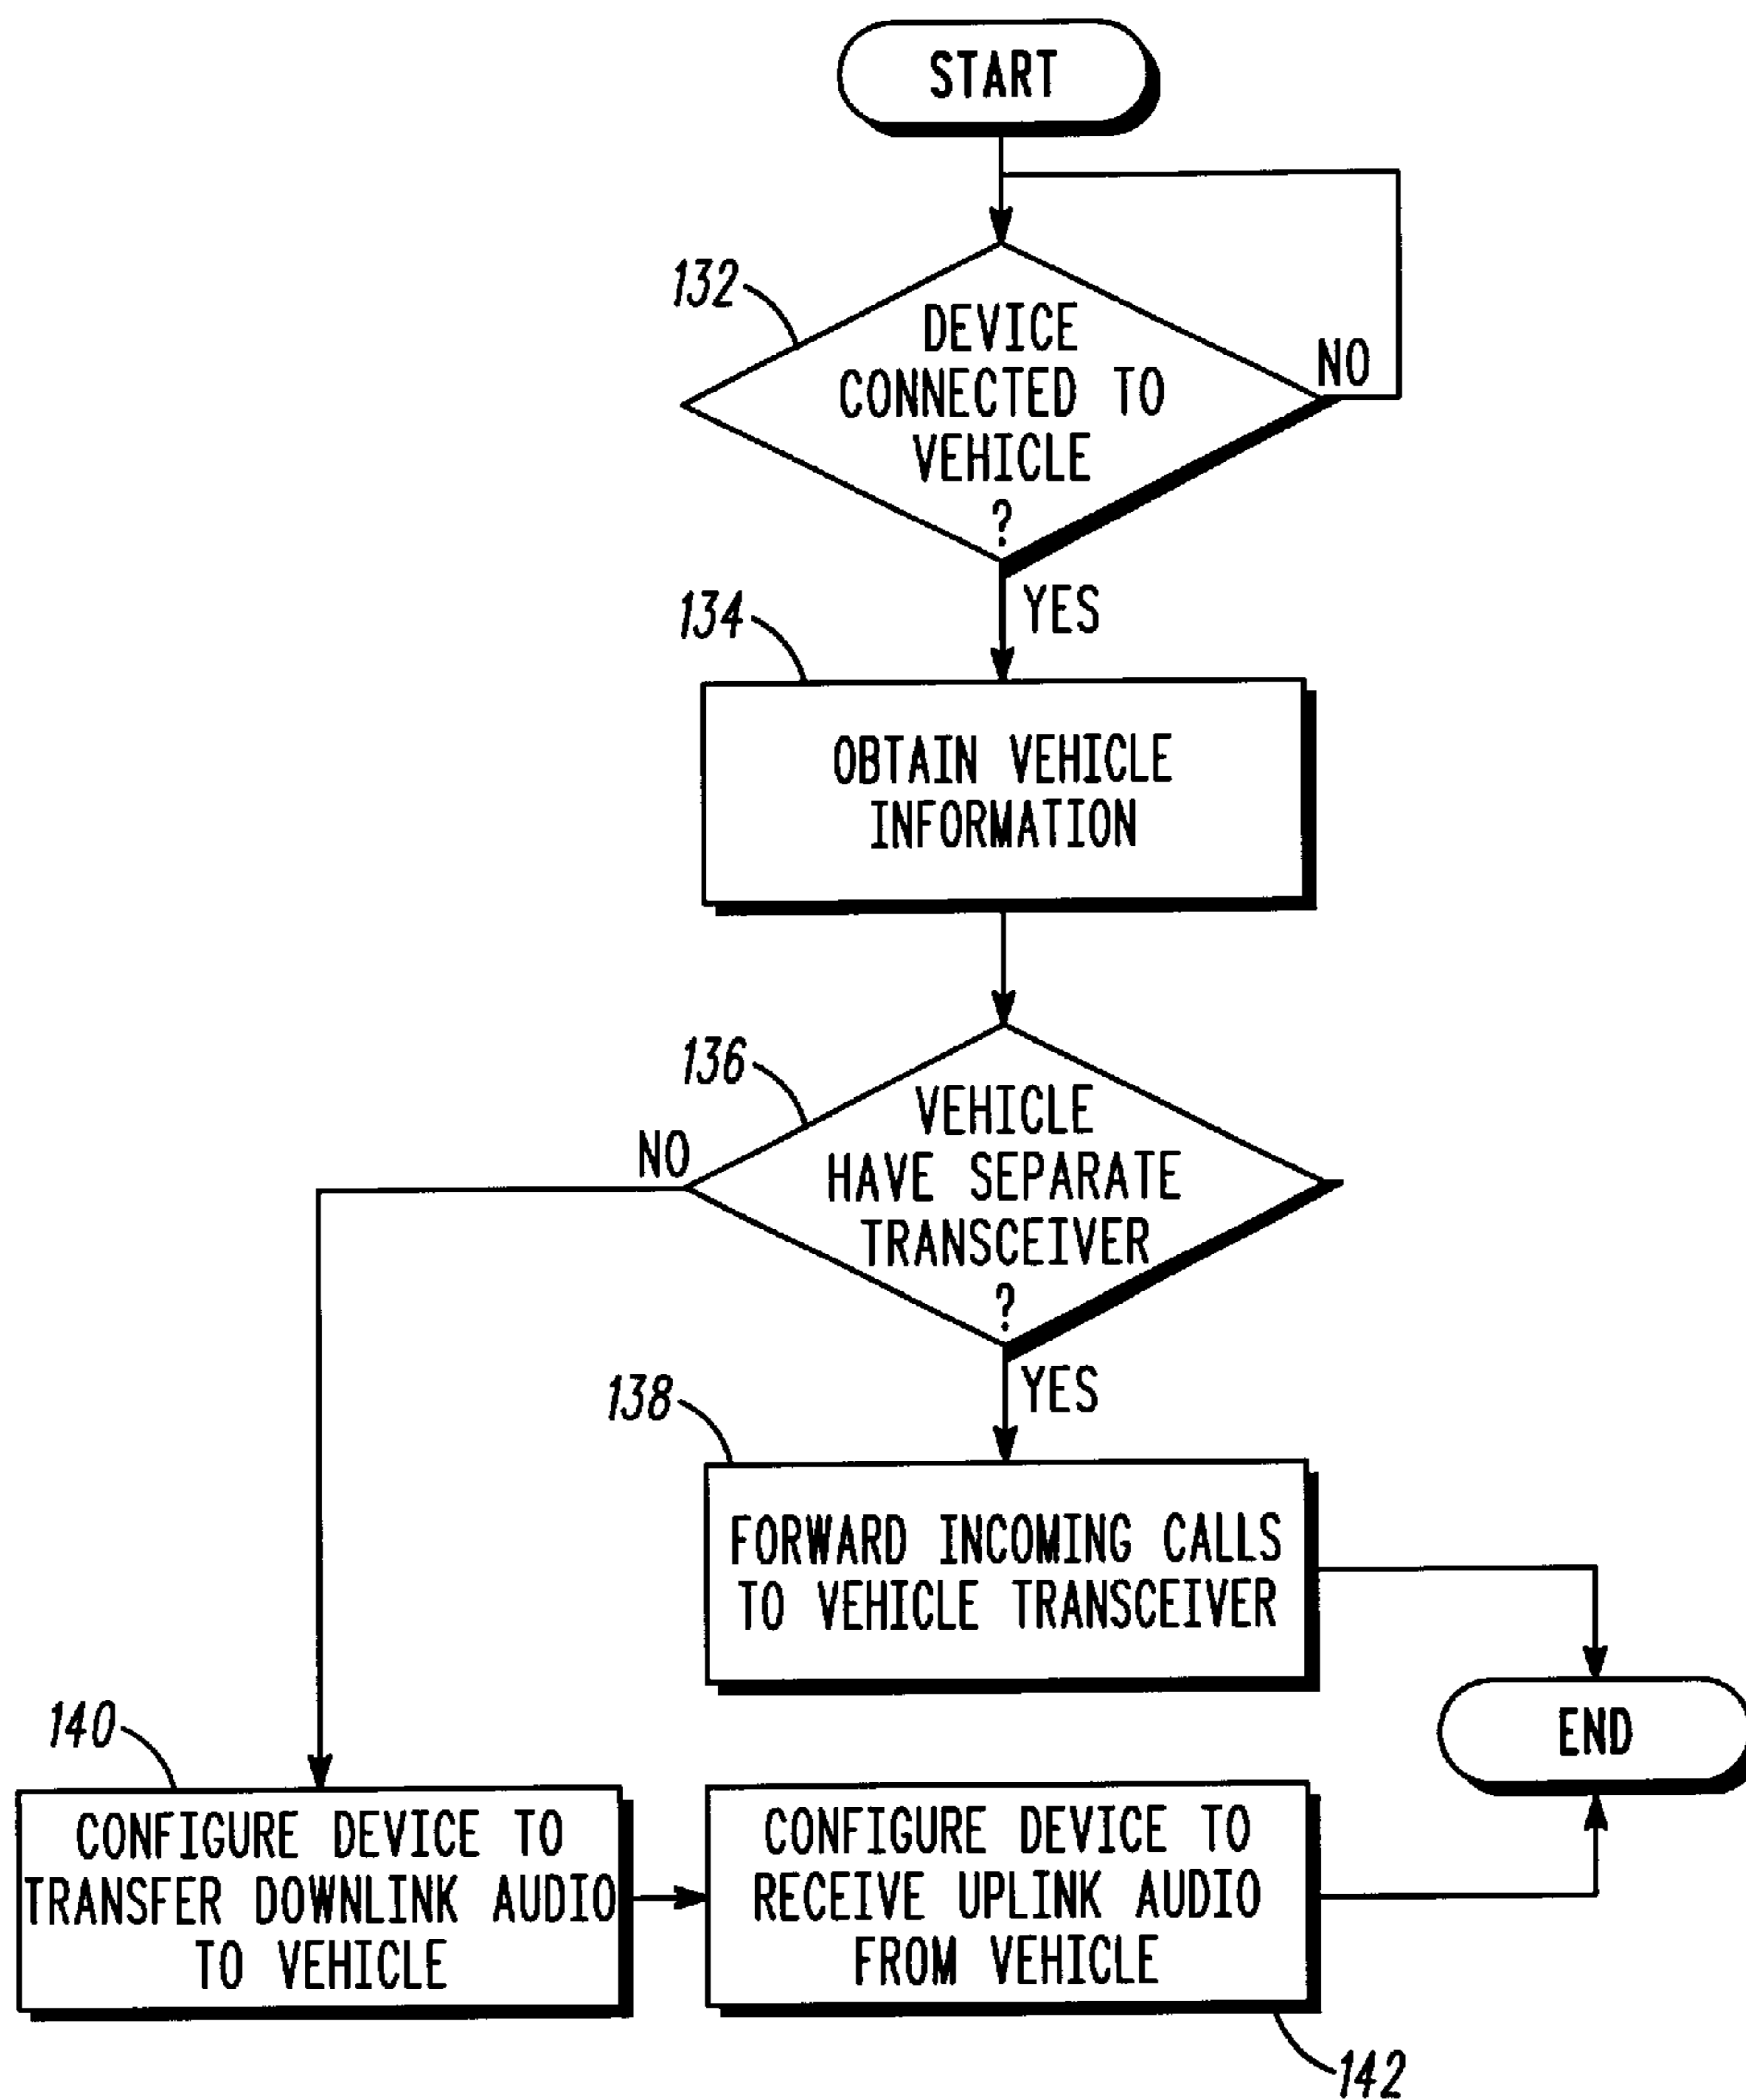 START
132
DEVICE
CONNECTED TO
VEHICLE
?
NO
YES
134
OBTAIN VEHICLE
INFORMATION
136
VEHICLE
HAVE SEPARATE
TRANSCEIVER
?
NO
YES
138
FORWARD INCOMING CALLS
TO VEHICLE TRANSCEIVER
END
140
CONFIGURE DEVICE TO
TRANSFER DOWNLINK AUDIO
TO VEHICLE
CONFIGURE DEVICE TO
RECEIVE UPLINK AUDIO
FROM VEHICLE
142